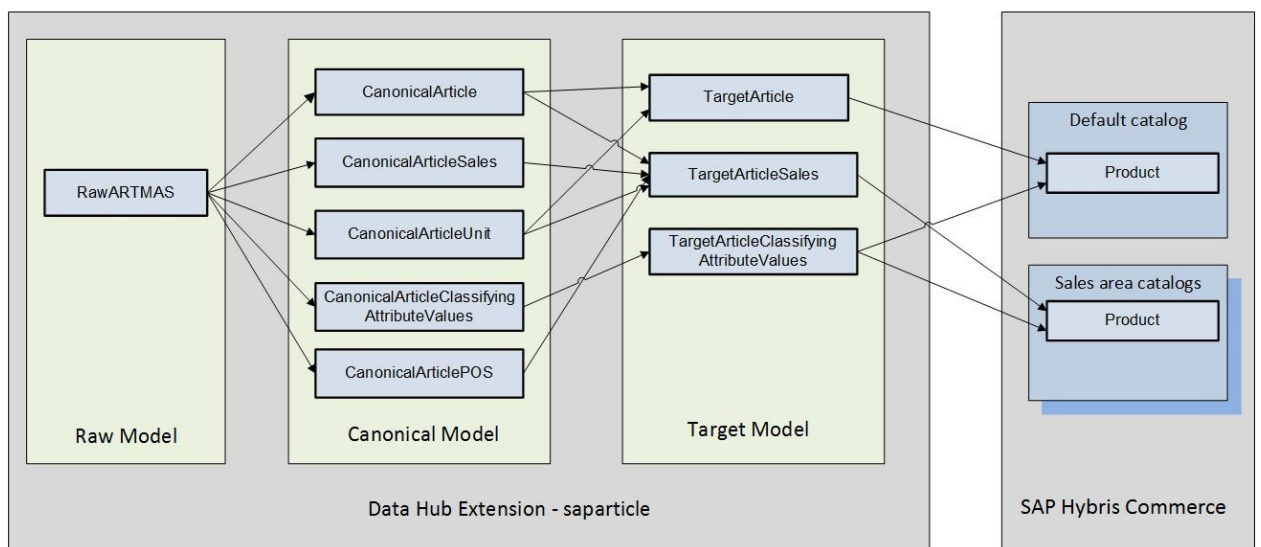 RawARTMAS
Raw Model
CanonicalArticle
CanonicalArticleSales
CanonicalArticleUnit
CanonicalArticleClassifying
AttributeValues
CanonicalArticlePOS
Canonical Model
TargetArticle
TargetArticleSales
TargetArticleClassifying
AttributeValues
Target Model
Data Hub Extension - saparticle
Default catalog
Product
Sales area catalogs
Product
SAP Hybris Commerce